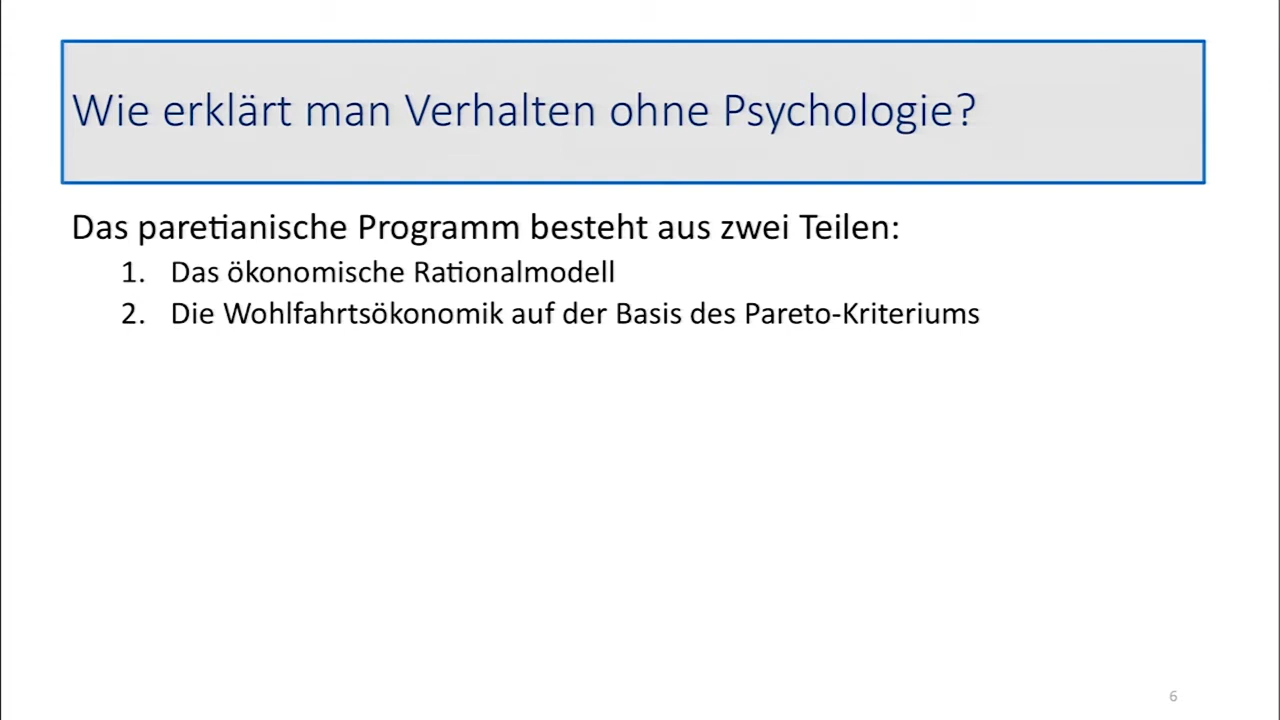 Wie erklärt man Verhalten ohne Psychologie?
Das paretianische Programm besteht aus zwei Teilen:
1. Das ökonomische Rationalmodell
2. Die Wohlfahrtsökonomik auf der Basis des Pareto-Kriteriums
6